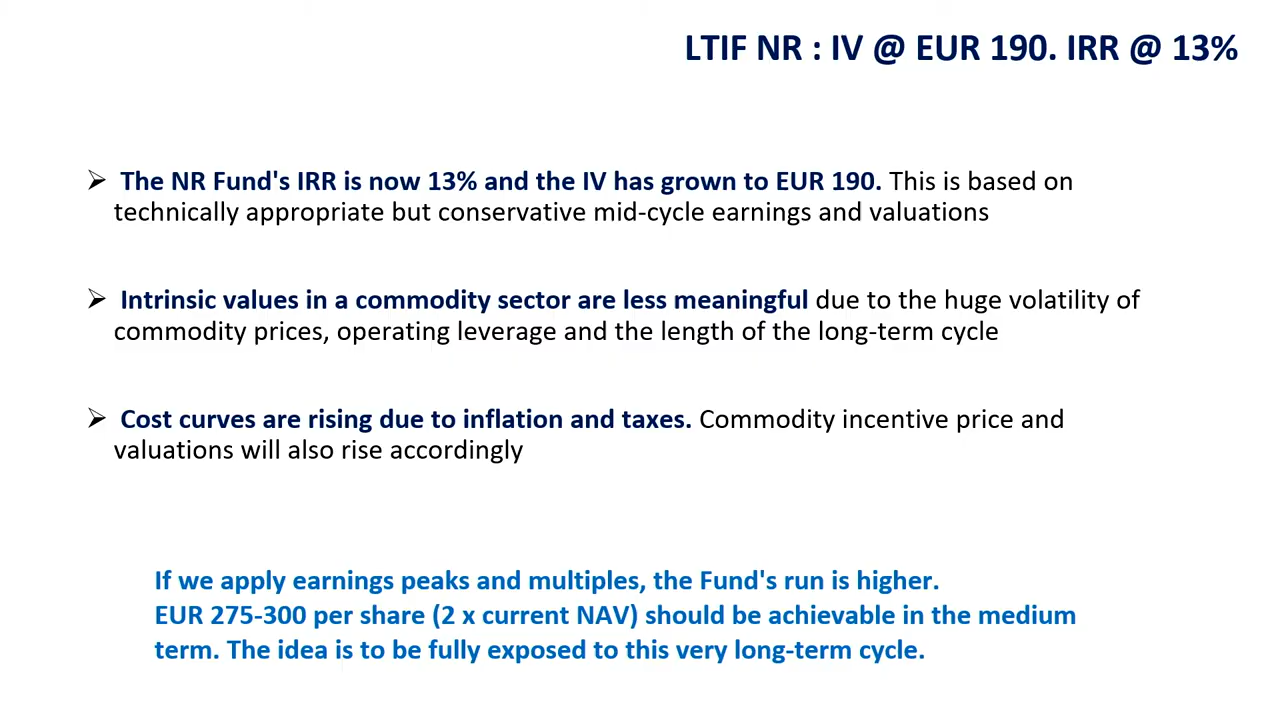 LTIF NR : IV @ EUR 190. IRR @ 13%
➢ The NR Fund's IRR is now 13% and the IV has grown to EUR 190. This is based on
technically appropriate but conservative mid-cycle earnings and valuations
➢ Intrinsic values in a commodity sector are less meaningful due to the huge volatility of
commodity prices, operating leverage and the length of the long-term cycle
➢ Cost curves are rising due to inflation and taxes. Commodity incentive price and
valuations will also rise accordingly
If we apply earnings peaks and multiples, the Fund's run is higher.
EUR 275-300 per share (2 x current NAV) should be achievable in the medium
term. The idea is to be fully exposed to this very long-term cycle.